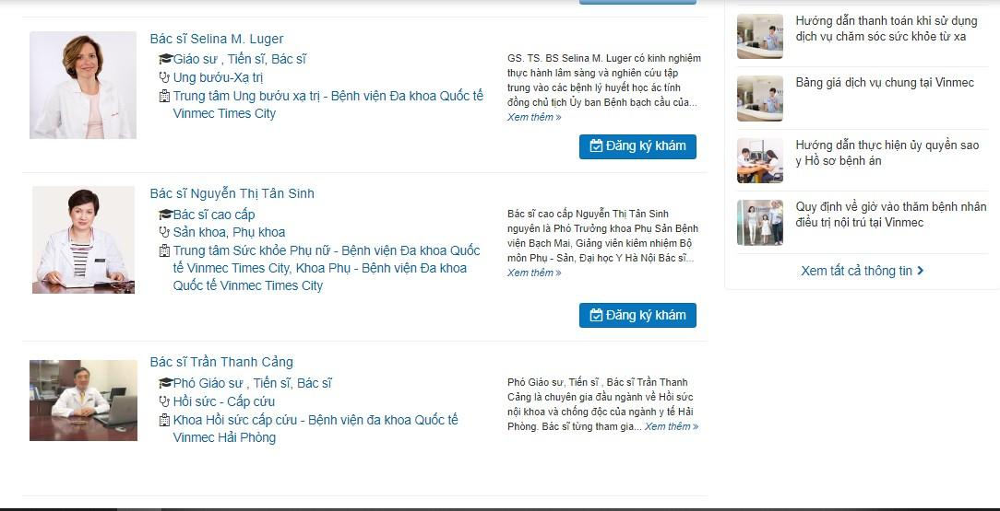 Bác sĩ Selina M. Luger
Giáo sư , Tiến sĩ, Bác sĩ
Ung bướu-Xạ trị
Trung tâm Ung bướu xạ trị - Bệnh viện Đa khoa Quốc tế
Vinmec Times City
GS. TS. BS Selina M. Luger có kinh nghiệm
thực hành lâm sàng và nghiên cứu tập
trung vào các bệnh lý huyết học ác tính
đồng chủ tịch Ủy ban Bệnh bạch cầu của...
Xem thêm »
Đăng ký khám
Bác sĩ Nguyễn Thị Tân Sinh
Bác sĩ cao cấp
Sản khoa, Phụ khoa
Trung tâm Sức khỏe Phụ nữ - Bệnh viện Đa khoa Quốc
tế Vinmec Times City, Khoa Phụ - Bệnh viện Đa khoa
Quốc tế Vinmec Times City
Bác sĩ cao cấp Nguyễn Thị Tân Sinh
nguyên là Phó Trưởng khoa Phụ Sản Bệnh
viện Bạch Mai, Giảng viên kiêm nhiệm Bộ
môn Phụ - Sản, Đại học Y Hà Nội Bác sĩ...
Xem thêm »
Đăng ký khám
Bác sĩ Trần Thanh Cảng
Phó Giáo sư , Tiến sĩ, Bác sĩ
Hồi sức - Cấp cứu
Khoa Hồi sức cấp cứu - Bệnh viện đa khoa Quốc tế
Vinmec Hải Phòng
Phó Giáo sư, Tiến sĩ , Bác sĩ Trần Thanh
Cảng là chuyên gia đầu ngành về Hồi sức
nội khoa và chống độc của ngành y tế Hải
Phòng. Bác sĩ từng tham gia... Xem thêm »
Hướng dẫn thanh toán khi sử dụng
dịch vụ chăm sóc sức khỏe từ xa
Bảng giá dịch vụ chung tại Vinmec
Hướng dẫn thực hiện ủy quyền sao
y Hồ sơ bệnh án
Quy định về giờ vào thăm bệnh nhân
điều trị nội trú tại Vinmec
Xem tất cả thông tin